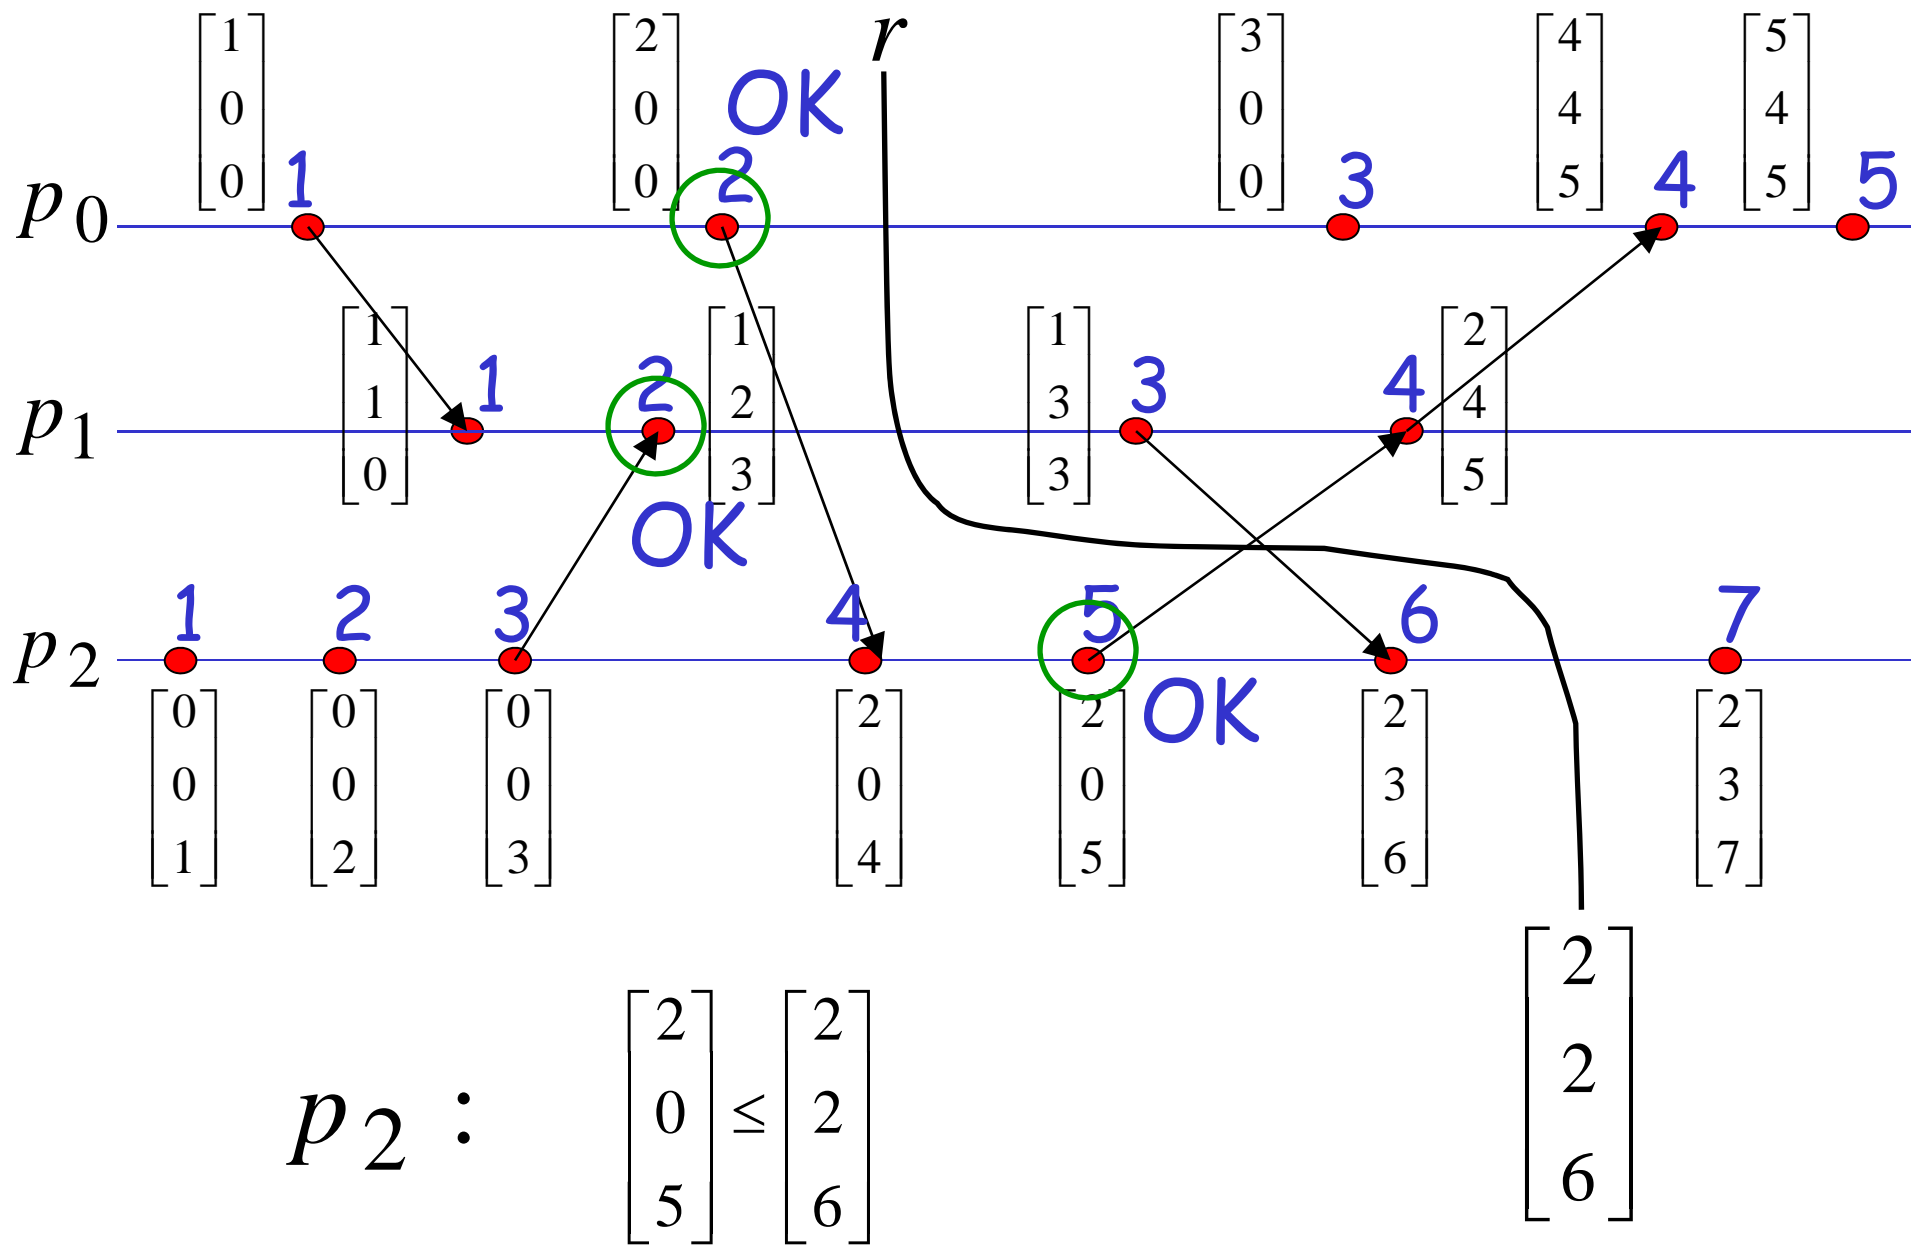 r
[1 0 0] [2 0 0] OK [3 0 0] [4 4 5] [5 4 5]
p0 1 2 3 4 5
[1 1 0] [1 2 3] [1 3 3] [2 4 5]
p1 1 2 3 4
OK
p2 1 2 3 4 5 6 7
OK
[0 0 1] [0 0 2] [0 0 3] [2 0 4] [2 0 5] [2 3 6] [2 3 7]
[2 2 6]
p2 : [2 0 5] ≤ [2 2 6]